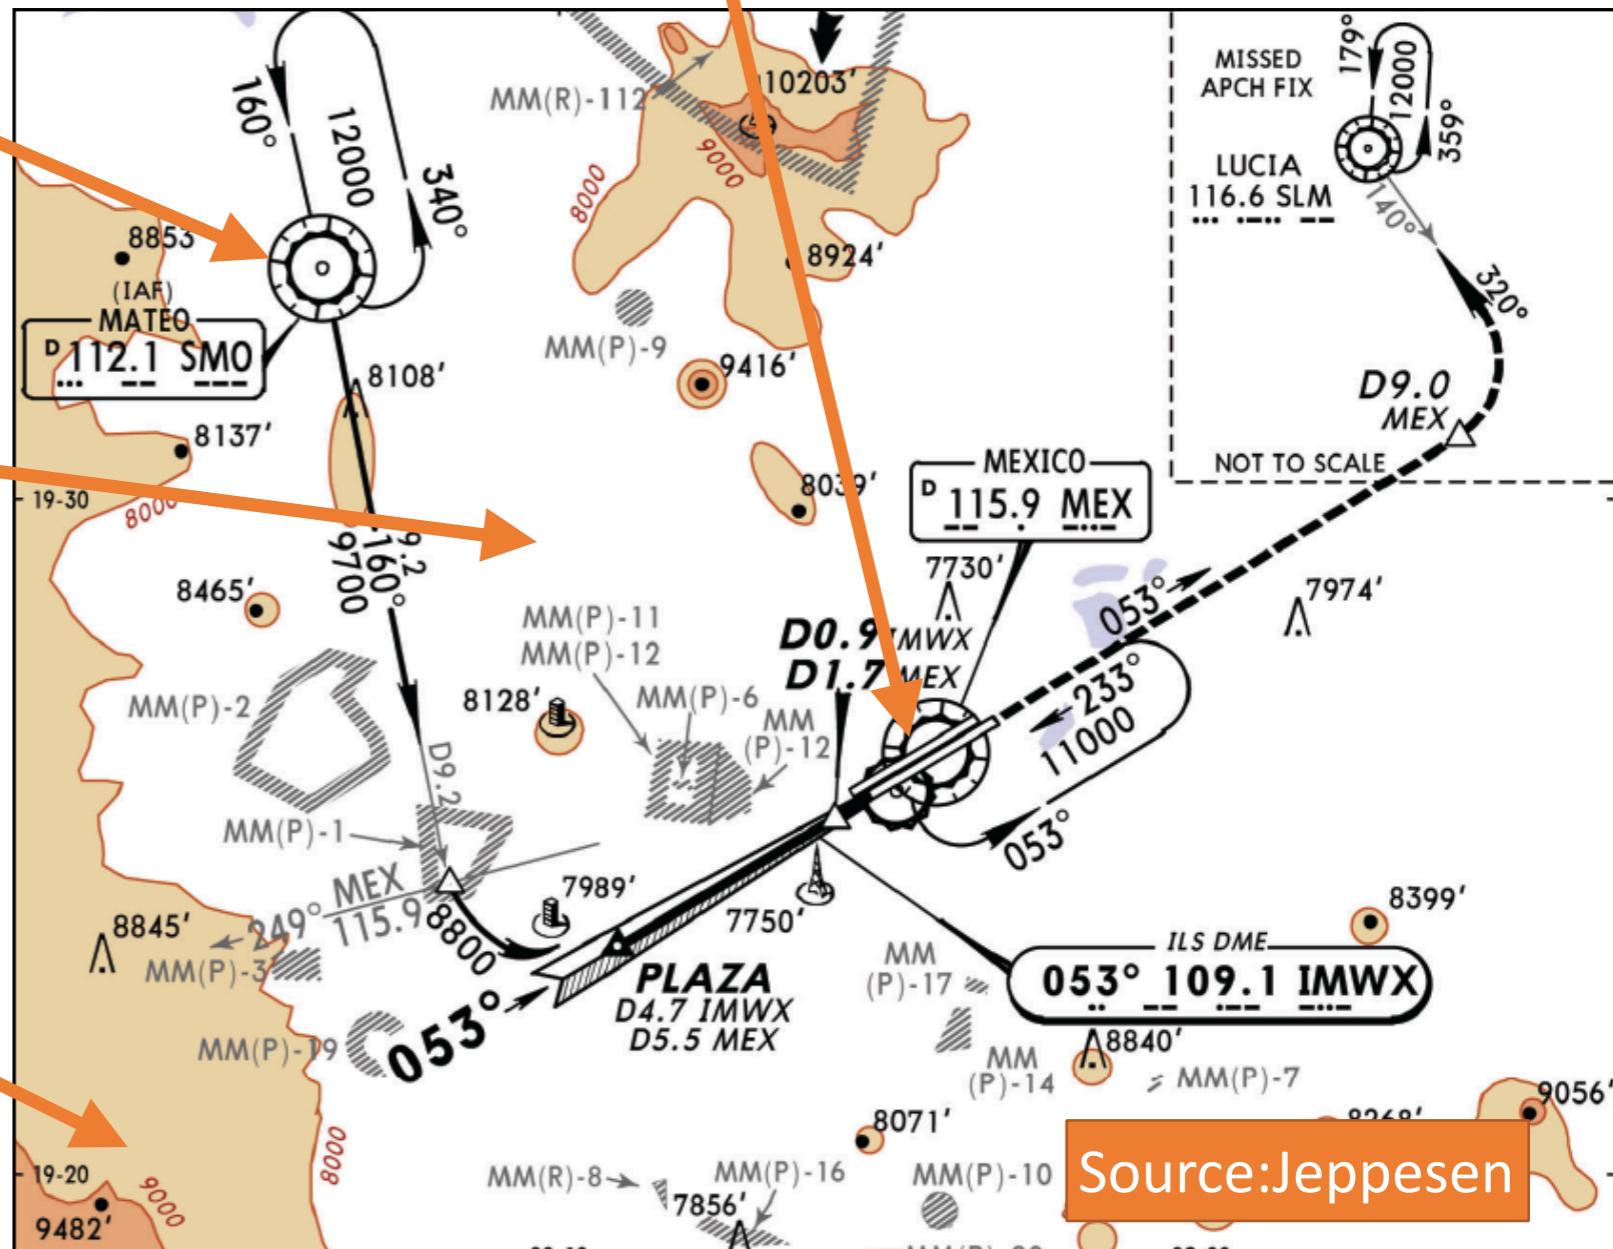 160°
12000
340°
MM(R)-112
10203'
9000
8000
8924'
MISSED
APCH FIX
179°
12000
359°
LUCIA
116.6 SLM
140°
320°
8853
(IAF)
MATEO
D 112.1 SMO
8108'
8137'
MM(P)-9
9416'
8039'
D9.0
MEX
NOT TO SCALE
MEXICO
D 115.9 MEX
19-30
8000
9.2
160°
9700
8465'
7730'
7974'
053°
MM(P)-11
MM(P)-12
D0.9 IMWX
D1.7 MEX
MM(P)-2
8128'
MM(P)-6
MM
(P)-12
233°
11000
053°
D9.2
MM(P)-1
249°
MEX
115.9
8845'
MM(P)-3
8800
7989'
7750'
PLAZA
D4.7 IMWX
D5.5 MEX
053°
MM(P)-19
MM
(P)-17
ILS DME
053° 109.1 IMWX
8399'
MM
(P)-14
8840'
MM(P)-7
9056'
8071'
8268'
8000
19-20
9000
9482'
MM(R)-8
7856'
MM(P)-16
MM(P)-10
Source:Jeppesen